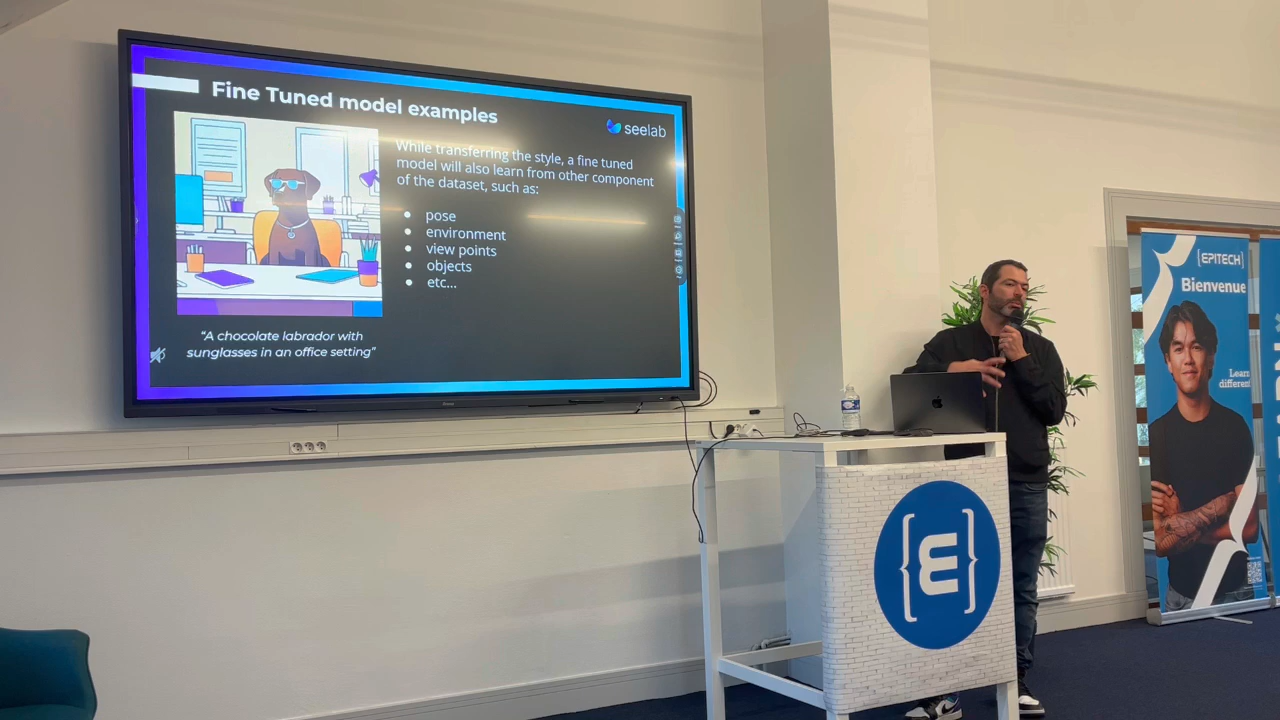 Fine Tuned model examples
seelab
While transferring the style, a fine tuned
model will also learn from other component
of the dataset, such as:
● pose
● environment
● view points
● objects
● etc...
“A chocolate labrador with
sunglasses in an office setting”
{E}
{EPITECH}
Bienvenue
Learn
different